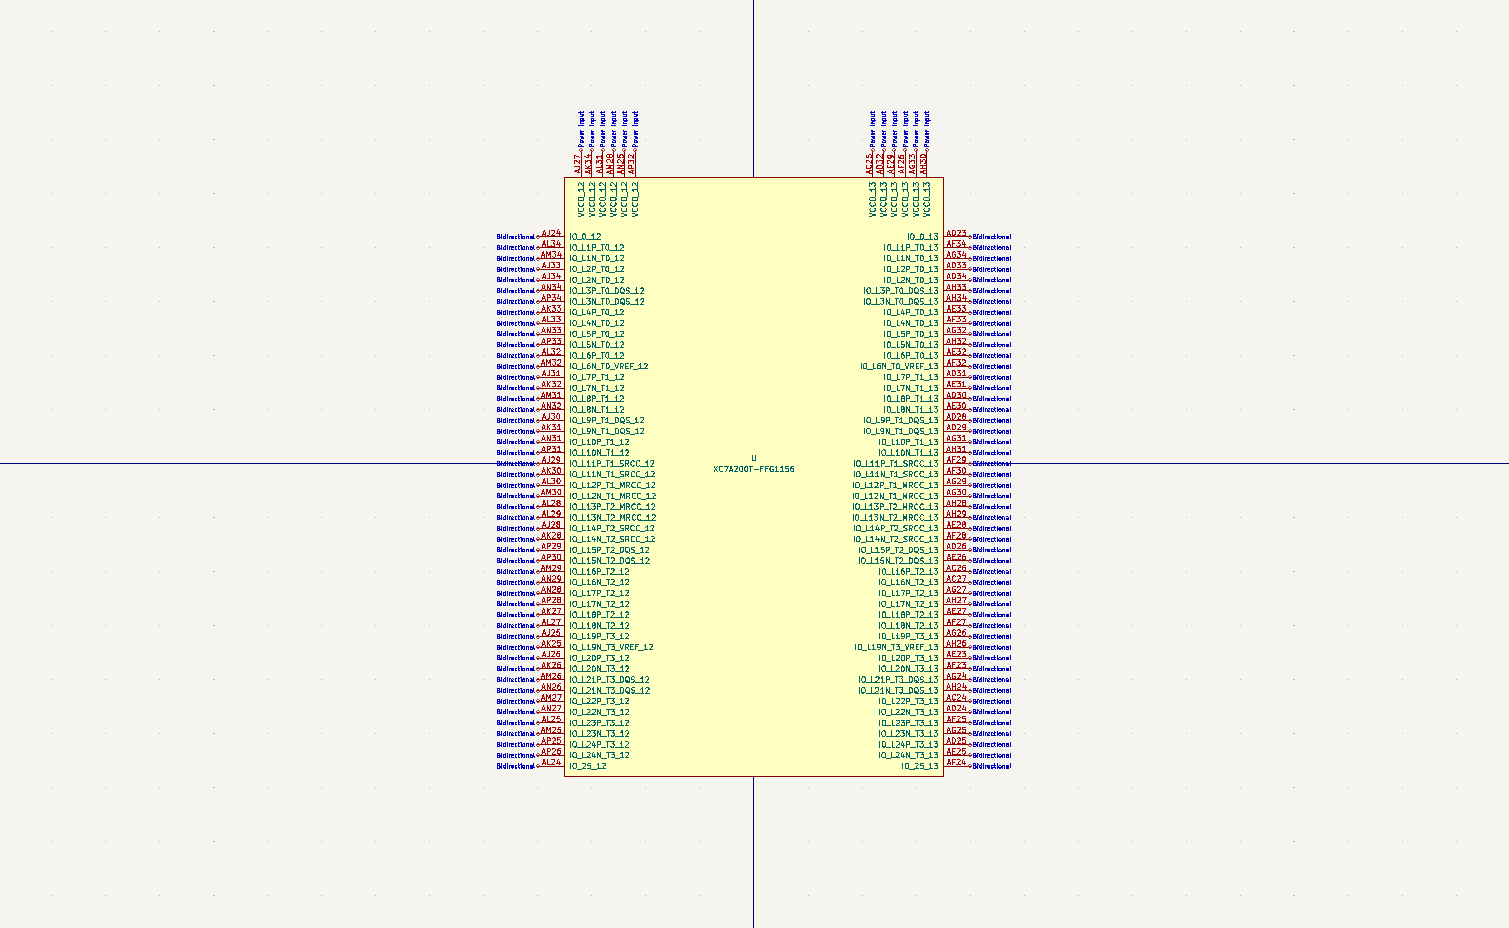 Power Input Power Input Power Input Power Input Power Input Power Input Power Input Power Input Power Input Power Input Power Input Power Input
AJ27 AK34 AL31 AM28 AN25 AP32 AC25 AD32 AE29 AF26 AG33 AH30
VCCO_12 VCCO_12 VCCO_12 VCCO_12 VCCO_12 VCCO_12 VCCO_13 VCCO_13 VCCO_13 VCCO_13 VCCO_13 VCCO_13
Bidirectional AJ24 IO_0_12 IO_0_13 AD23 Bidirectional
Bidirectional AL34 IO_L1P_T0_12 IO_L1P_T0_13 AF34 Bidirectional
Bidirectional AM34 IO_L1N_T0_12 IO_L1N_T0_13 AG34 Bidirectional
Bidirectional AJ33 IO_L2P_T0_12 IO_L2P_T0_13 AD33 Bidirectional
Bidirectional AJ34 IO_L2N_T0_12 IO_L2N_T0_13 AD34 Bidirectional
Bidirectional AN34 IO_L3P_T0_DQS_12 IO_L3P_T0_DQS_13 AH33 Bidirectional
Bidirectional AP34 IO_L3N_T0_DQS_12 IO_L3N_T0_DQS_13 AH34 Bidirectional
Bidirectional AK33 IO_L4P_T0_12 IO_L4P_T0_13 AE33 Bidirectional
Bidirectional AL33 IO_L4N_T0_12 IO_L4N_T0_13 AF33 Bidirectional
Bidirectional AN33 IO_L5P_T0_12 IO_L5P_T0_13 AG32 Bidirectional
Bidirectional AP33 IO_L5N_T0_12 IO_L5N_T0_13 AH32 Bidirectional
Bidirectional AL32 IO_L6P_T0_12 IO_L6P_T0_13 AE32 Bidirectional
Bidirectional AM32 IO_L6N_T0_VREF_12 IO_L6N_T0_VREF_13 AF32 Bidirectional
Bidirectional AJ31 IO_L7P_T1_12 IO_L7P_T1_13 AD31 Bidirectional
Bidirectional AK32 IO_L7N_T1_12 IO_L7N_T1_13 AE31 Bidirectional
Bidirectional AM31 IO_L8P_T1_12 IO_L8P_T1_13 AD30 Bidirectional
Bidirectional AN32 IO_L8N_T1_12 IO_L8N_T1_13 AE30 Bidirectional
Bidirectional AJ30 IO_L9P_T1_DQS_12 IO_L9P_T1_DQS_13 AD28 Bidirectional
Bidirectional AK31 IO_L9N_T1_DQS_12 IO_L9N_T1_DQS_13 AD29 Bidirectional
Bidirectional AN31 IO_L10P_T1_12 IO_L10P_T1_13 AG31 Bidirectional
Bidirectional AP31 IO_L10N_T1_12 IO_L10N_T1_13 AH31 Bidirectional
U
Bidirectional AJ29 IO_L11P_T1_SRCC_12 IO_L11P_T1_SRCC_13 AF29 Bidirectional
XC7A200T-FFG1156
Bidirectional AK30 IO_L11N_T1_SRCC_12 IO_L11N_T1_SRCC_13 AF30 Bidirectional
Bidirectional AL30 IO_L12P_T1_MRCC_12 IO_L12P_T1_MRCC_13 AG29 Bidirectional
Bidirectional AM30 IO_L12N_T1_MRCC_12 IO_L12N_T1_MRCC_13 AG30 Bidirectional
Bidirectional AL28 IO_L13P_T2_MRCC_12 IO_L13P_T2_MRCC_13 AH28 Bidirectional
Bidirectional AL29 IO_L13N_T2_MRCC_12 IO_L13N_T2_MRCC_13 AH29 Bidirectional
Bidirectional AJ28 IO_L14P_T2_SRCC_12 IO_L14P_T2_SRCC_13 AE28 Bidirectional
Bidirectional AK28 IO_L14N_T2_SRCC_12 IO_L14N_T2_SRCC_13 AF28 Bidirectional
Bidirectional AP29 IO_L15P_T2_DQS_12 IO_L15P_T2_DQS_13 AD26 Bidirectional
Bidirectional AP30 IO_L15N_T2_DQS_12 IO_L15N_T2_DQS_13 AE26 Bidirectional
Bidirectional AM29 IO_L16P_T2_12 IO_L16P_T2_13 AC26 Bidirectional
Bidirectional AN29 IO_L16N_T2_12 IO_L16N_T2_13 AC27 Bidirectional
Bidirectional AN28 IO_L17P_T2_12 IO_L17P_T2_13 AG27 Bidirectional
Bidirectional AP28 IO_L17N_T2_12 IO_L17N_T2_13 AH27 Bidirectional
Bidirectional AK27 IO_L18P_T2_12 IO_L18P_T2_13 AE27 Bidirectional
Bidirectional AL27 IO_L18N_T2_12 IO_L18N_T2_13 AF27 Bidirectional
Bidirectional AJ25 IO_L19P_T3_12 IO_L19P_T3_13 AG26 Bidirectional
Bidirectional AK25 IO_L19N_T3_VREF_12 IO_L19N_T3_VREF_13 AH26 Bidirectional
Bidirectional AJ26 IO_L20P_T3_12 IO_L20P_T3_13 AE23 Bidirectional
Bidirectional AK26 IO_L20N_T3_12 IO_L20N_T3_13 AF23 Bidirectional
Bidirectional AM26 IO_L21P_T3_DQS_12 IO_L21P_T3_DQS_13 AG24 Bidirectional
Bidirectional AN26 IO_L21N_T3_DQS_12 IO_L21N_T3_DQS_13 AH24 Bidirectional
Bidirectional AM27 IO_L22P_T3_12 IO_L22P_T3_13 AC24 Bidirectional
Bidirectional AN27 IO_L22N_T3_12 IO_L22N_T3_13 AD24 Bidirectional
Bidirectional AL25 IO_L23P_T3_12 IO_L23P_T3_13 AF25 Bidirectional
Bidirectional AM25 IO_L23N_T3_12 IO_L23N_T3_13 AG25 Bidirectional
Bidirectional AP25 IO_L24P_T3_12 IO_L24P_T3_13 AD25 Bidirectional
Bidirectional AP26 IO_L24N_T3_12 IO_L24N_T3_13 AE25 Bidirectional
Bidirectional AL24 IO_25_12 IO_25_13 AF24 Bidirectional